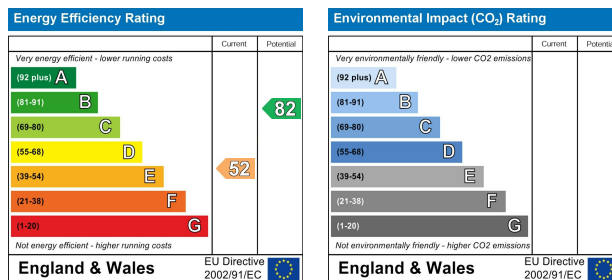 Energy Efficiency Rating
Current Potential
Very energy efficient - lower running costs
(92 plus) A
(81-91) B
82
(69-80) C
(55-68) D
52
(39-54) E
(21-38) F
(1-20) G
Not energy efficient - higher running costs
England & Wales
EU Directive
2002/91/EC
Environmental Impact (CO₂) Rating
Current Potential
Very environmentally friendly - lower CO2 emissions
(92 plus) A
(81-91) B
(69-80) C
(55-68) D
(39-54) E
(21-38) F
(1-20) G
Not environmentally friendly - higher CO2 emissions
England & Wales
EU Directive
2002/91/EC